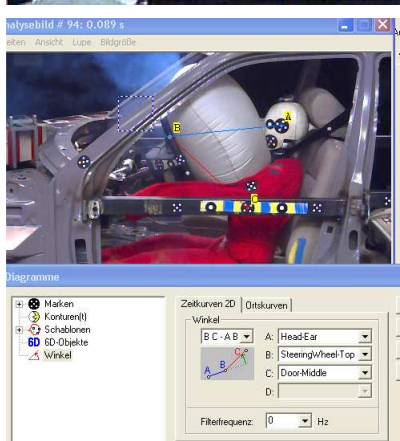 nalysebild # 94: 0.089 s
eiten Ansicht Lupe Bildgröße
A
B
C
Diagramme
Marken
Konturen(t)
Schablonen
6D 6D-Objekte
Winkel
Zeitkurven 2D Ortskurven
Winkel
B C - A B
A: Head-Ear
B: SteeringWheel-Top
C: Door-Middle
D:
A B C
Filterfrequenz: 0 Hz